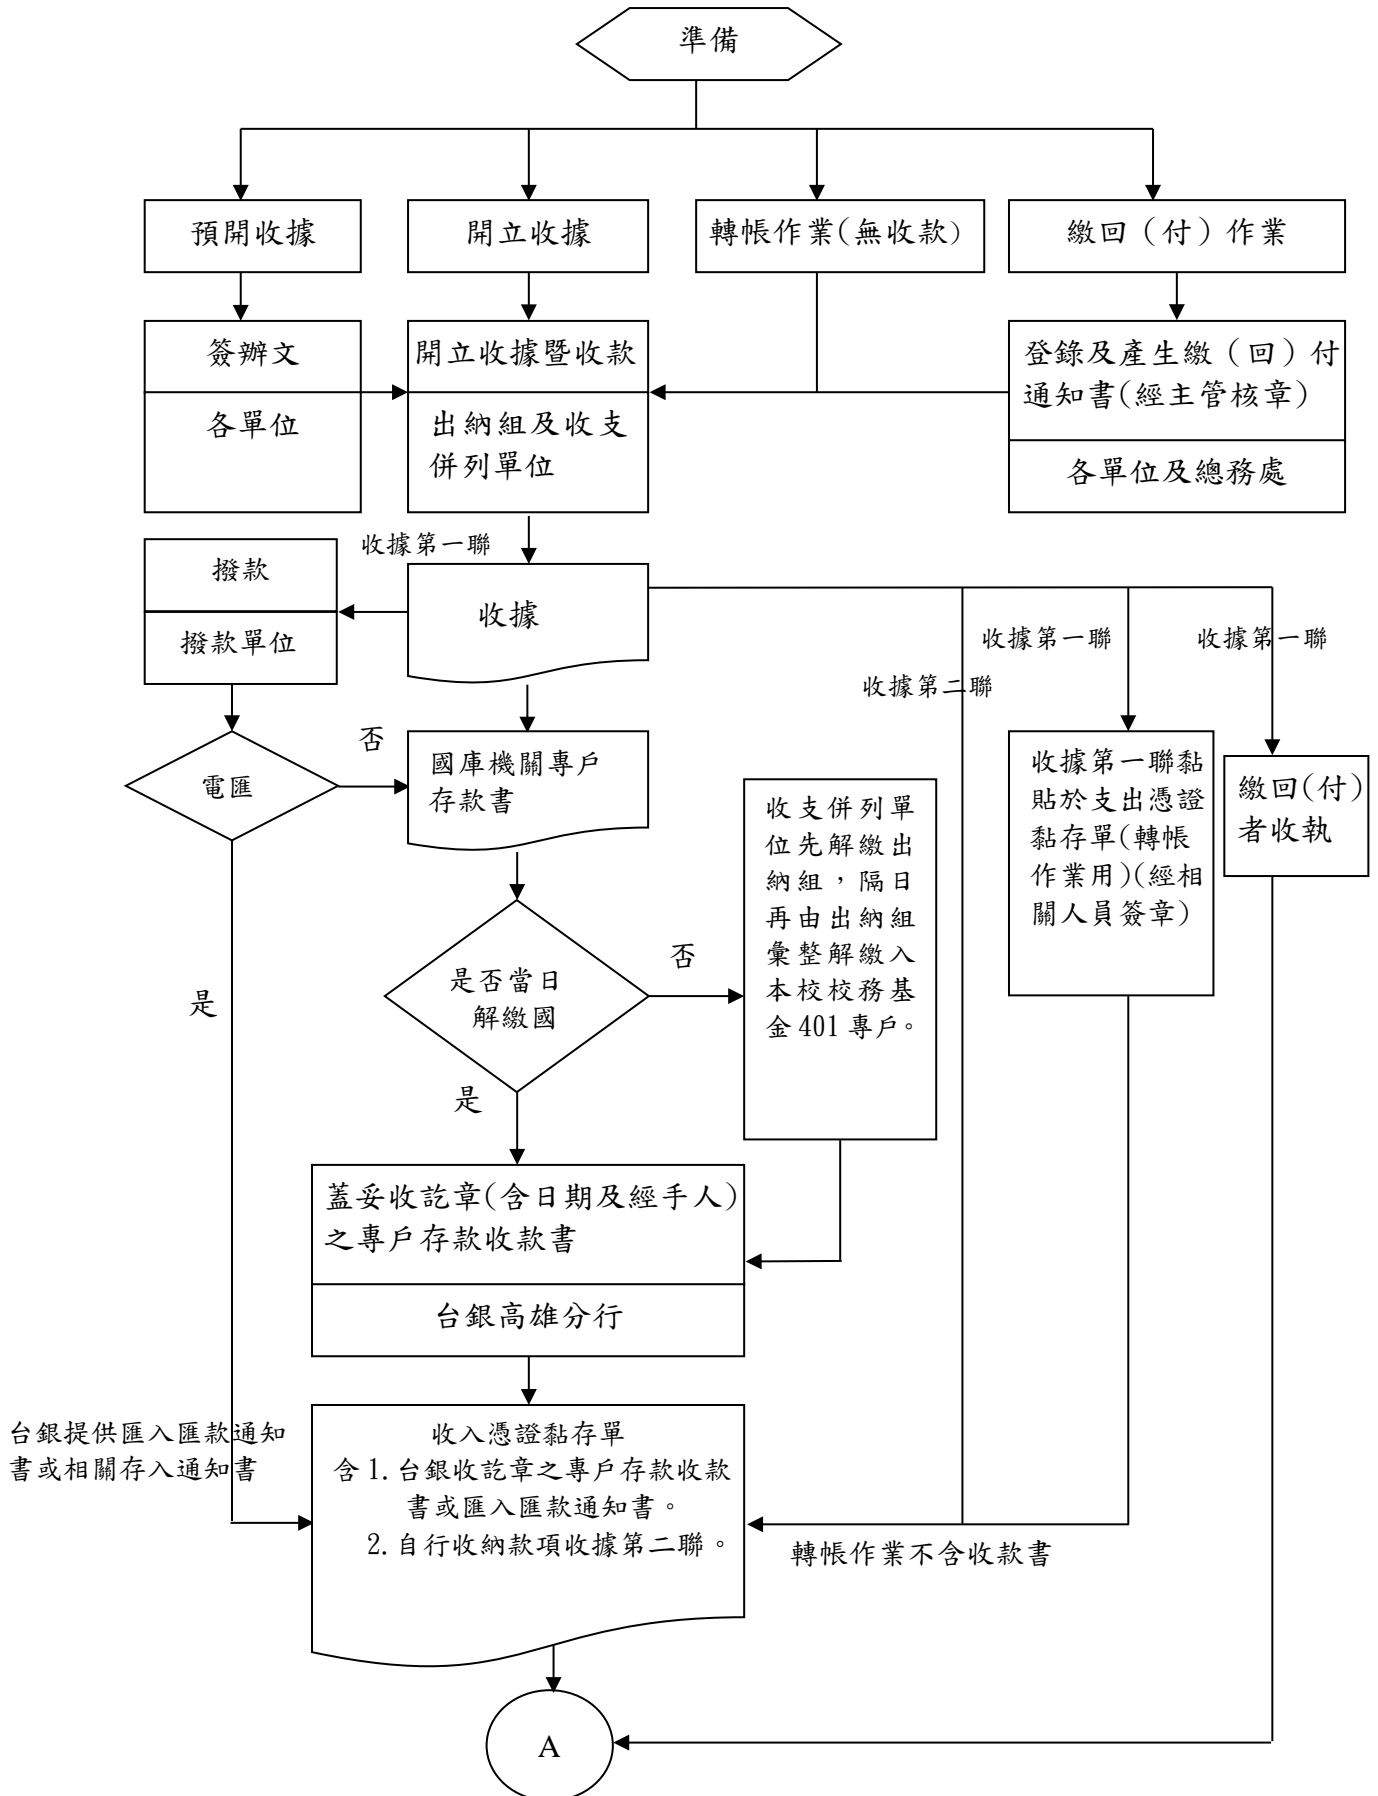 準備
預開收據
開立收據
轉帳作業(無收款)
繳回（付）作業
簽辦文
各單位
開立收據暨收款
出納組及收支
併列單位
登錄及產生繳（回）付
通知書(經主管核章)
各單位及總務處
撥款
撥款單位
收據第一聯
收據
收據第二聯
收據第一聯
收據第一聯
電匯
否
國庫機關專戶
存款書
收支併列單
位先解繳出
納組，隔日
再由出納組
彙整解繳入
本校校務基
金401專戶。
收據第一聯黏
貼於支出憑證
黏存單(轉帳
作業用)(經相
關人員簽章)
繳回(付)
者收執
是
是否當日
解繳國
否
是
蓋妥收訖章(含日期及經手人)
之專戶存款收款書
台銀高雄分行
台銀提供匯入匯款通知
書或相關存入通知書
收入憑證黏存單
含1.台銀收訖章之專戶存款收款
書或匯入匯款通知書。
2.自行收納款項收據第二聯。
轉帳作業不含收款書
A